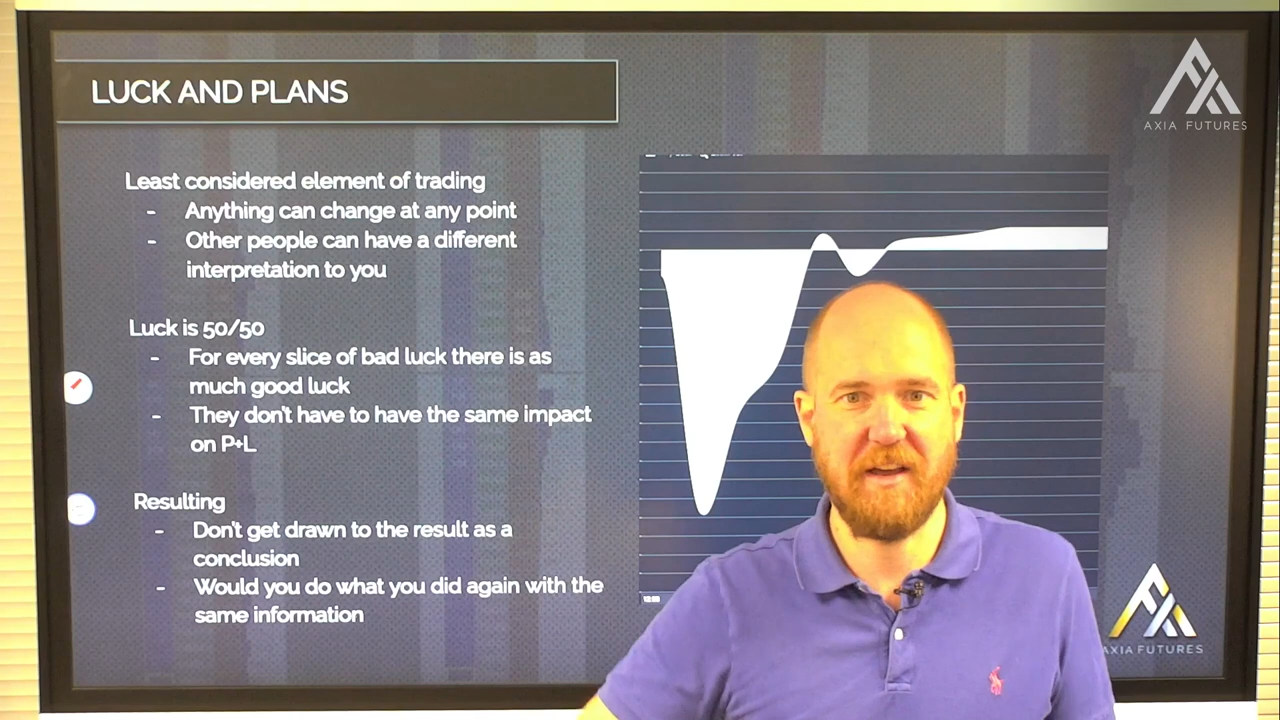 LUCK AND PLANS
AXIA FUTURES
Least considered element of trading
- Anything can change at any point
- Other people can have a different
interpretation to you
Luck is 50/50
- For every slice of bad luck there is as
much good luck
- They don't have to have the same impact
on P+L
Resulting
- Don't get drawn to the result as a
conclusion
- Would you do what you did again with the
same information
AXIA FUTURES